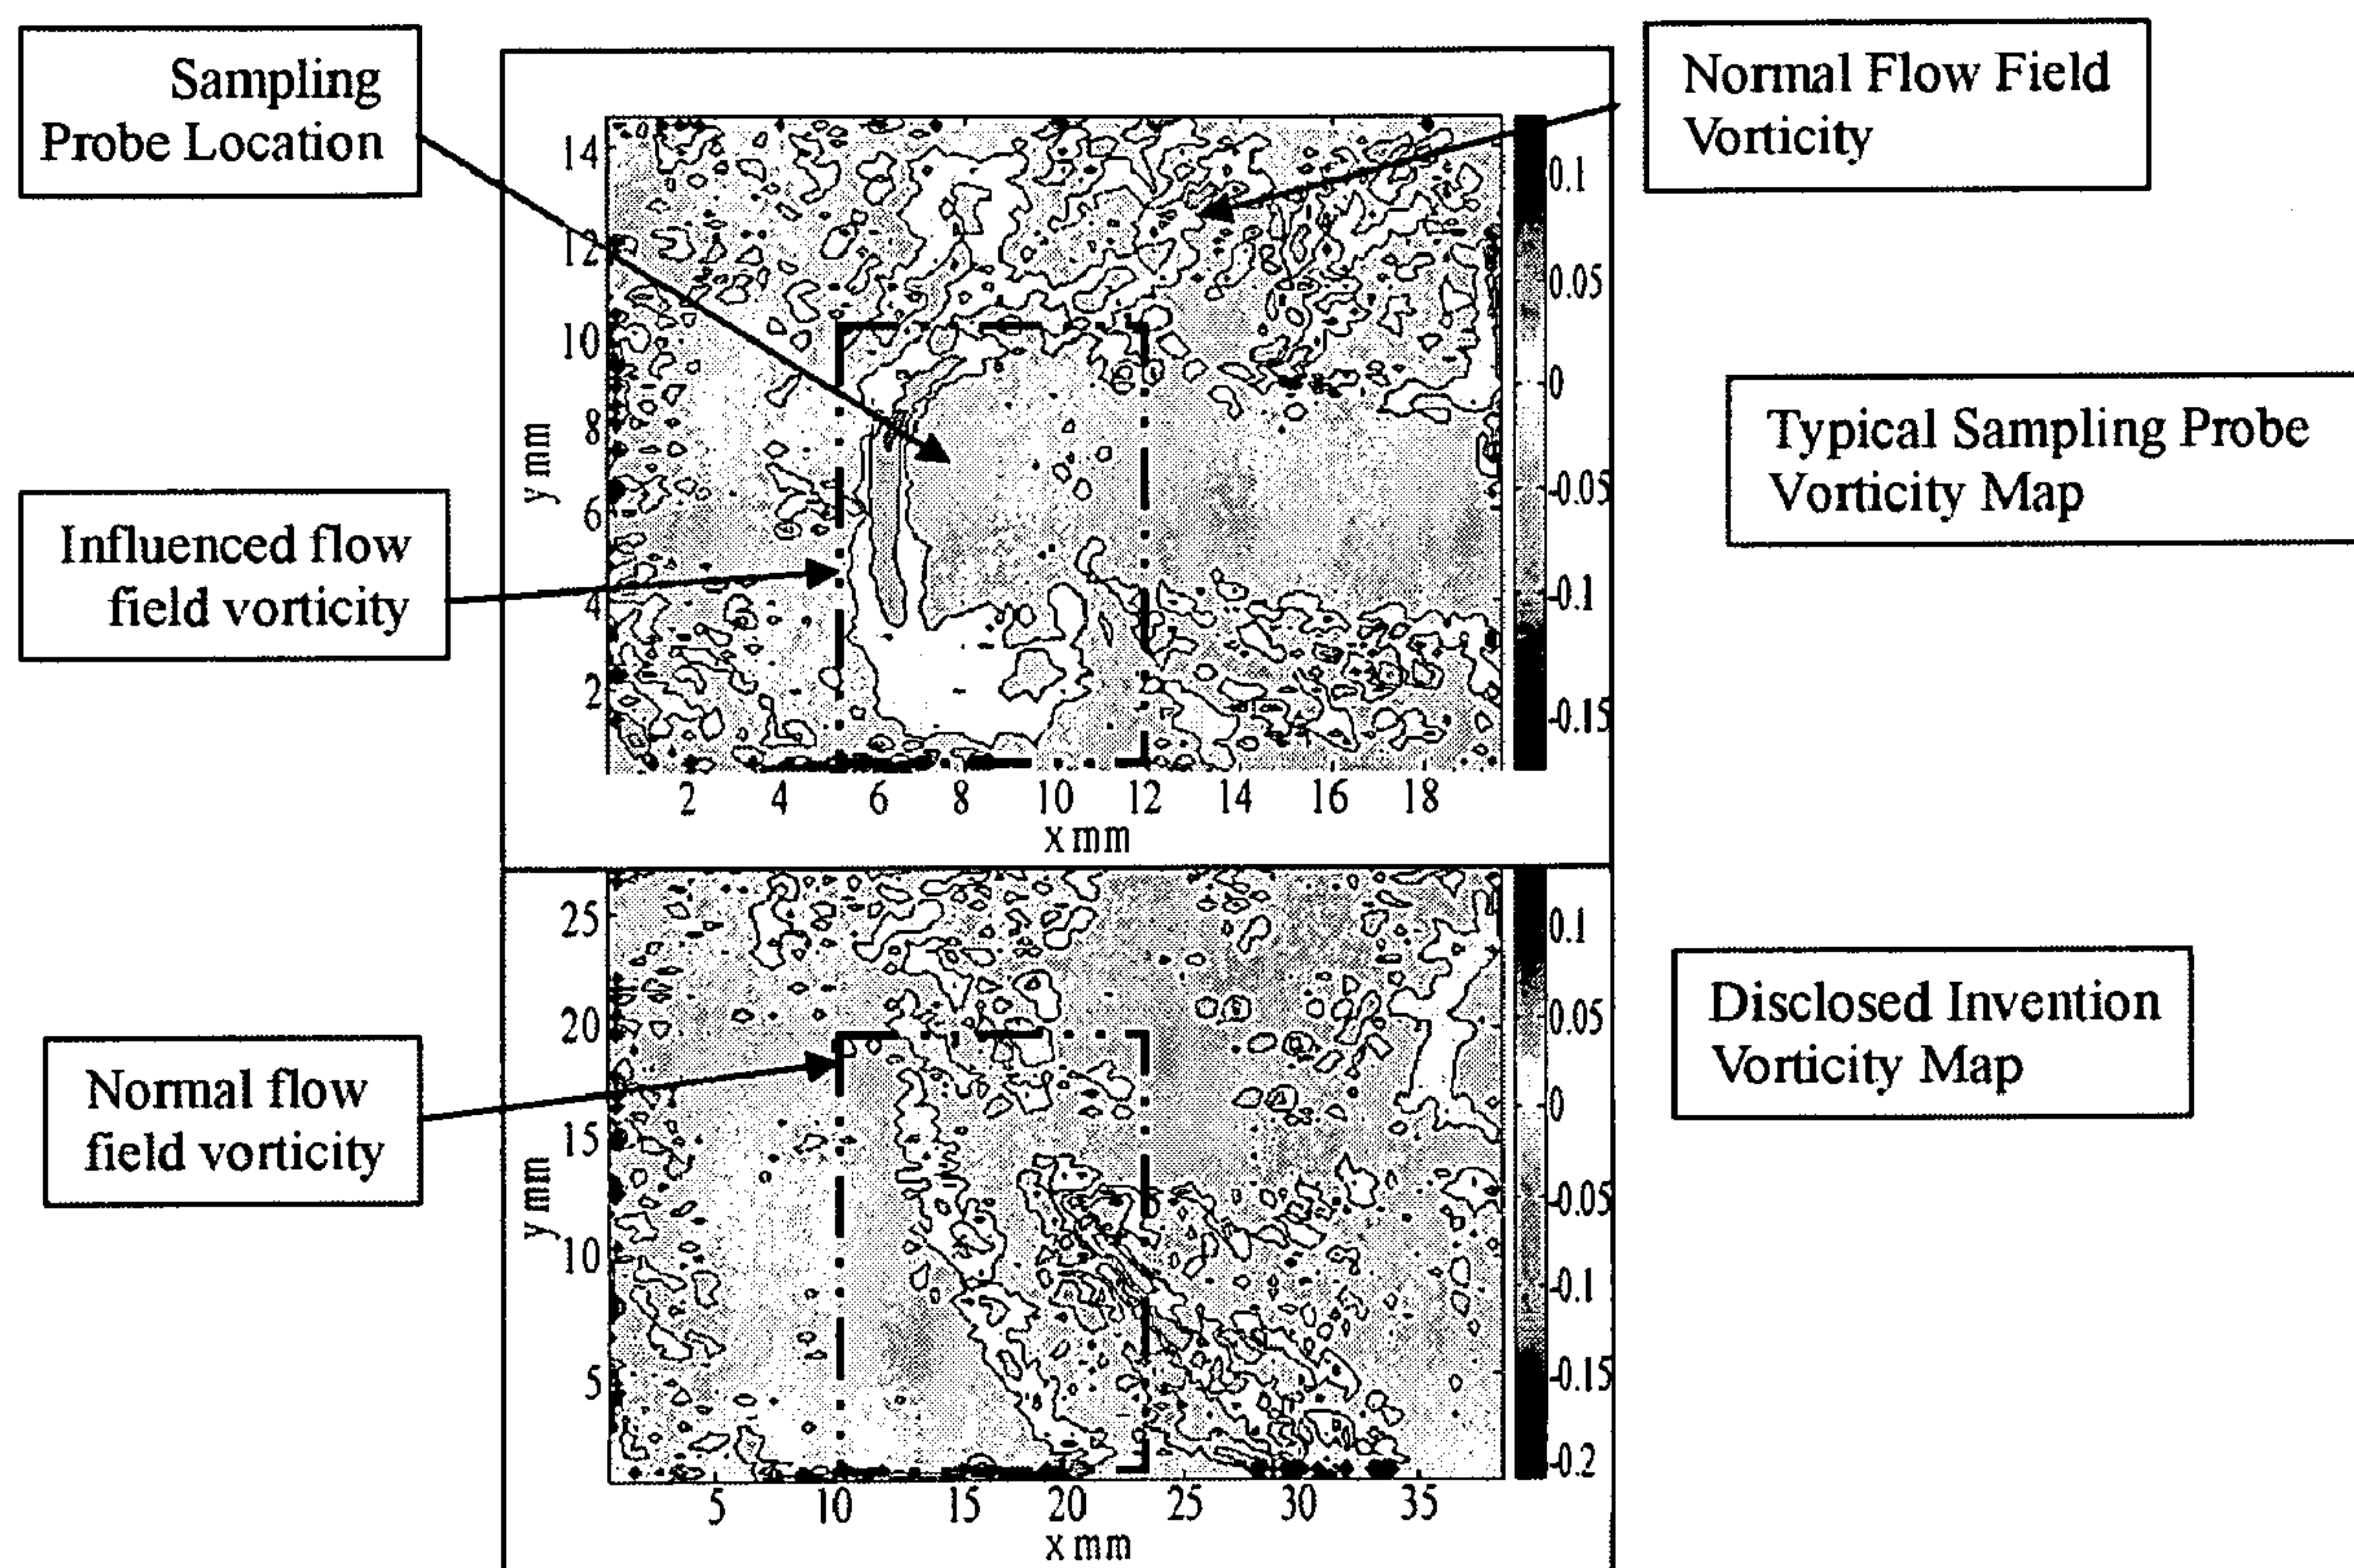 Sampling
Probe Location
Normal Flow Field
Vorticity
14
12
10
8
6
4
2
y mm
0.1
0.05
0
-0.05
-0.1
-0.15
2 4 6 8 10 12 14 16 18
x mm
Influenced flow
field vorticity
Typical Sampling Probe
Vorticity Map
25
20
15
10
5
y mm
0.1
0.05
0
-0.05
-0.1
-0.15
-0.2
5 10 15 20 25 30 35
x mm
Normal flow
field vorticity
Disclosed Invention
Vorticity Map